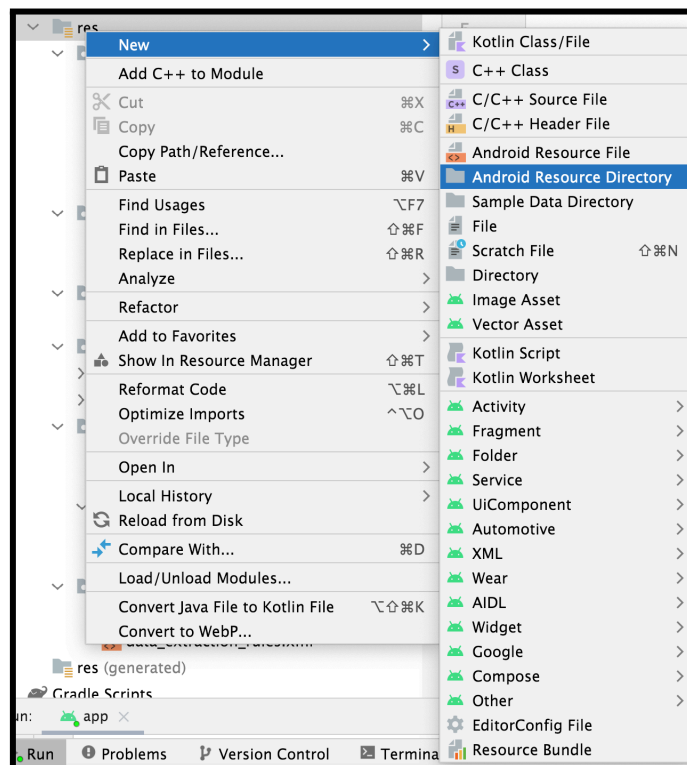 res
New
Add C++ to Module
Cut ⌘X
Copy ⌘C
Copy Path/Reference...
Paste ⌘V
Find Usages ⌥F7
Find in Files... ⇧⌘F
Replace in Files... ⇧⌘R
Analyze
Refactor
Add to Favorites
Show In Resource Manager ⇧⌘T
Reformat Code ⌥⌘L
Optimize Imports ^⌥O
Override File Type
Open In
Local History
Reload from Disk
Compare With... ⌘D
Load/Unload Modules...
Convert Java File to Kotlin File ⌥⇧⌘K
Convert to WebP...
Kotlin Class/File
S C++ Class
C++ C/C++ Source File
H C/C++ Header File
Android Resource File
Android Resource Directory
Sample Data Directory
File
Scratch File ⇧⌘N
Directory
Image Asset
Vector Asset
Kotlin Script
Kotlin Worksheet
Activity
Fragment
Folder
Service
UiComponent
Automotive
XML
Wear
AIDL
Widget
Google
Compose
Other
EditorConfig File
Resource Bundle
res (generated)
Gradle Scripts
app
Run Problems Version Control